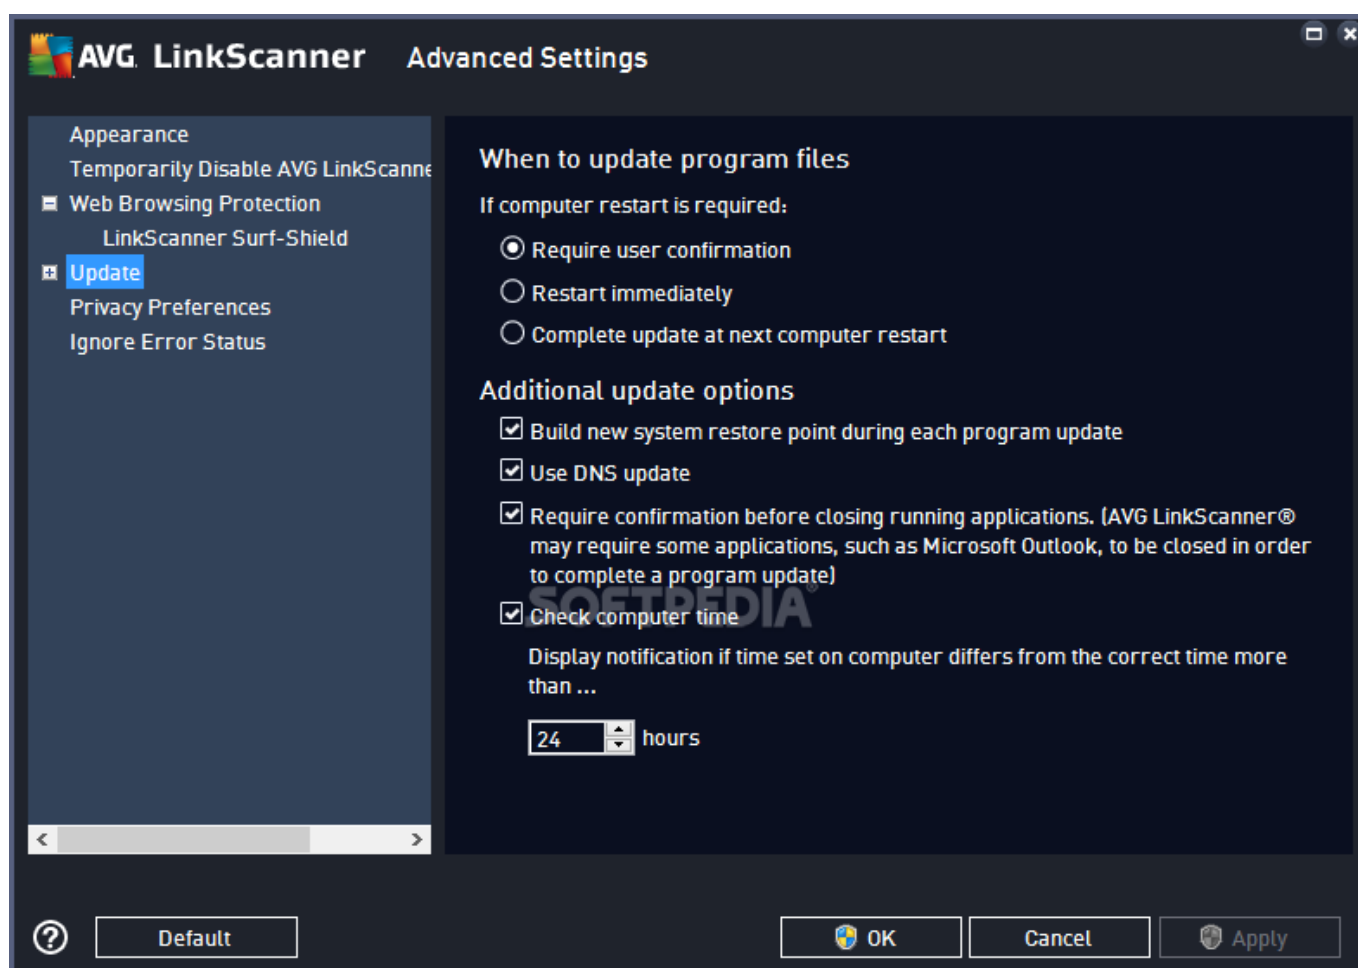 AVG. LinkScanner Advanced Settings
Appearance
Temporarily Disable AVG LinkScanne
Web Browsing Protection
LinkScanner Surf-Shield
Update
Privacy Preferences
Ignore Error Status
When to update program files
If computer restart is required:
Require user confirmation
Restart immediately
Complete update at next computer restart
Additional update options
Build new system restore point during each program update
Use DNS update
Require confirmation before closing running applications. (AVG LinkScanner®
may require some applications, such as Microsoft Outlook, to be closed in order
to complete a program update)
SOFTPEDIA®
Check computer time
Display notification if time set on computer differs from the correct time more
than ...
24 hours
? Default OK Cancel Apply